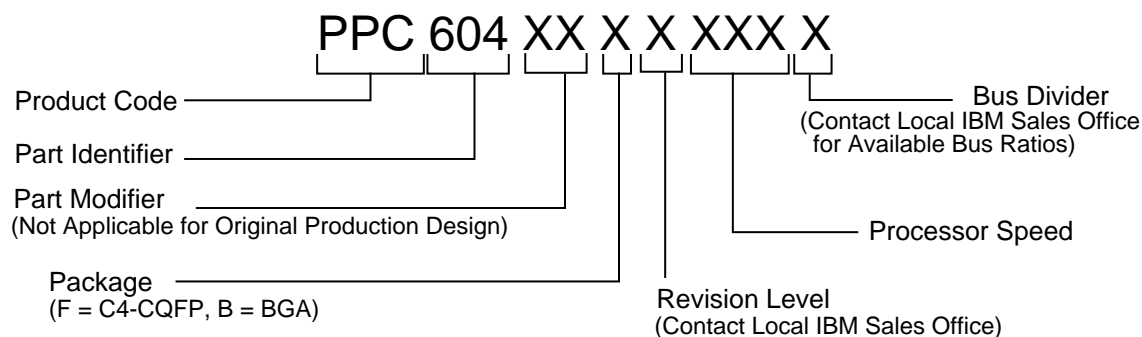 PPC 604 XX X X XXX X
Product Code
Bus Divider
(Contact Local IBM Sales Office
for Available Bus Ratios)
Part Identifier
Part Modifier
(Not Applicable for Original Production Design)
Processor Speed
Package
(F = C4-CQFP, B = BGA)
Revision Level
(Contact Local IBM Sales Office)